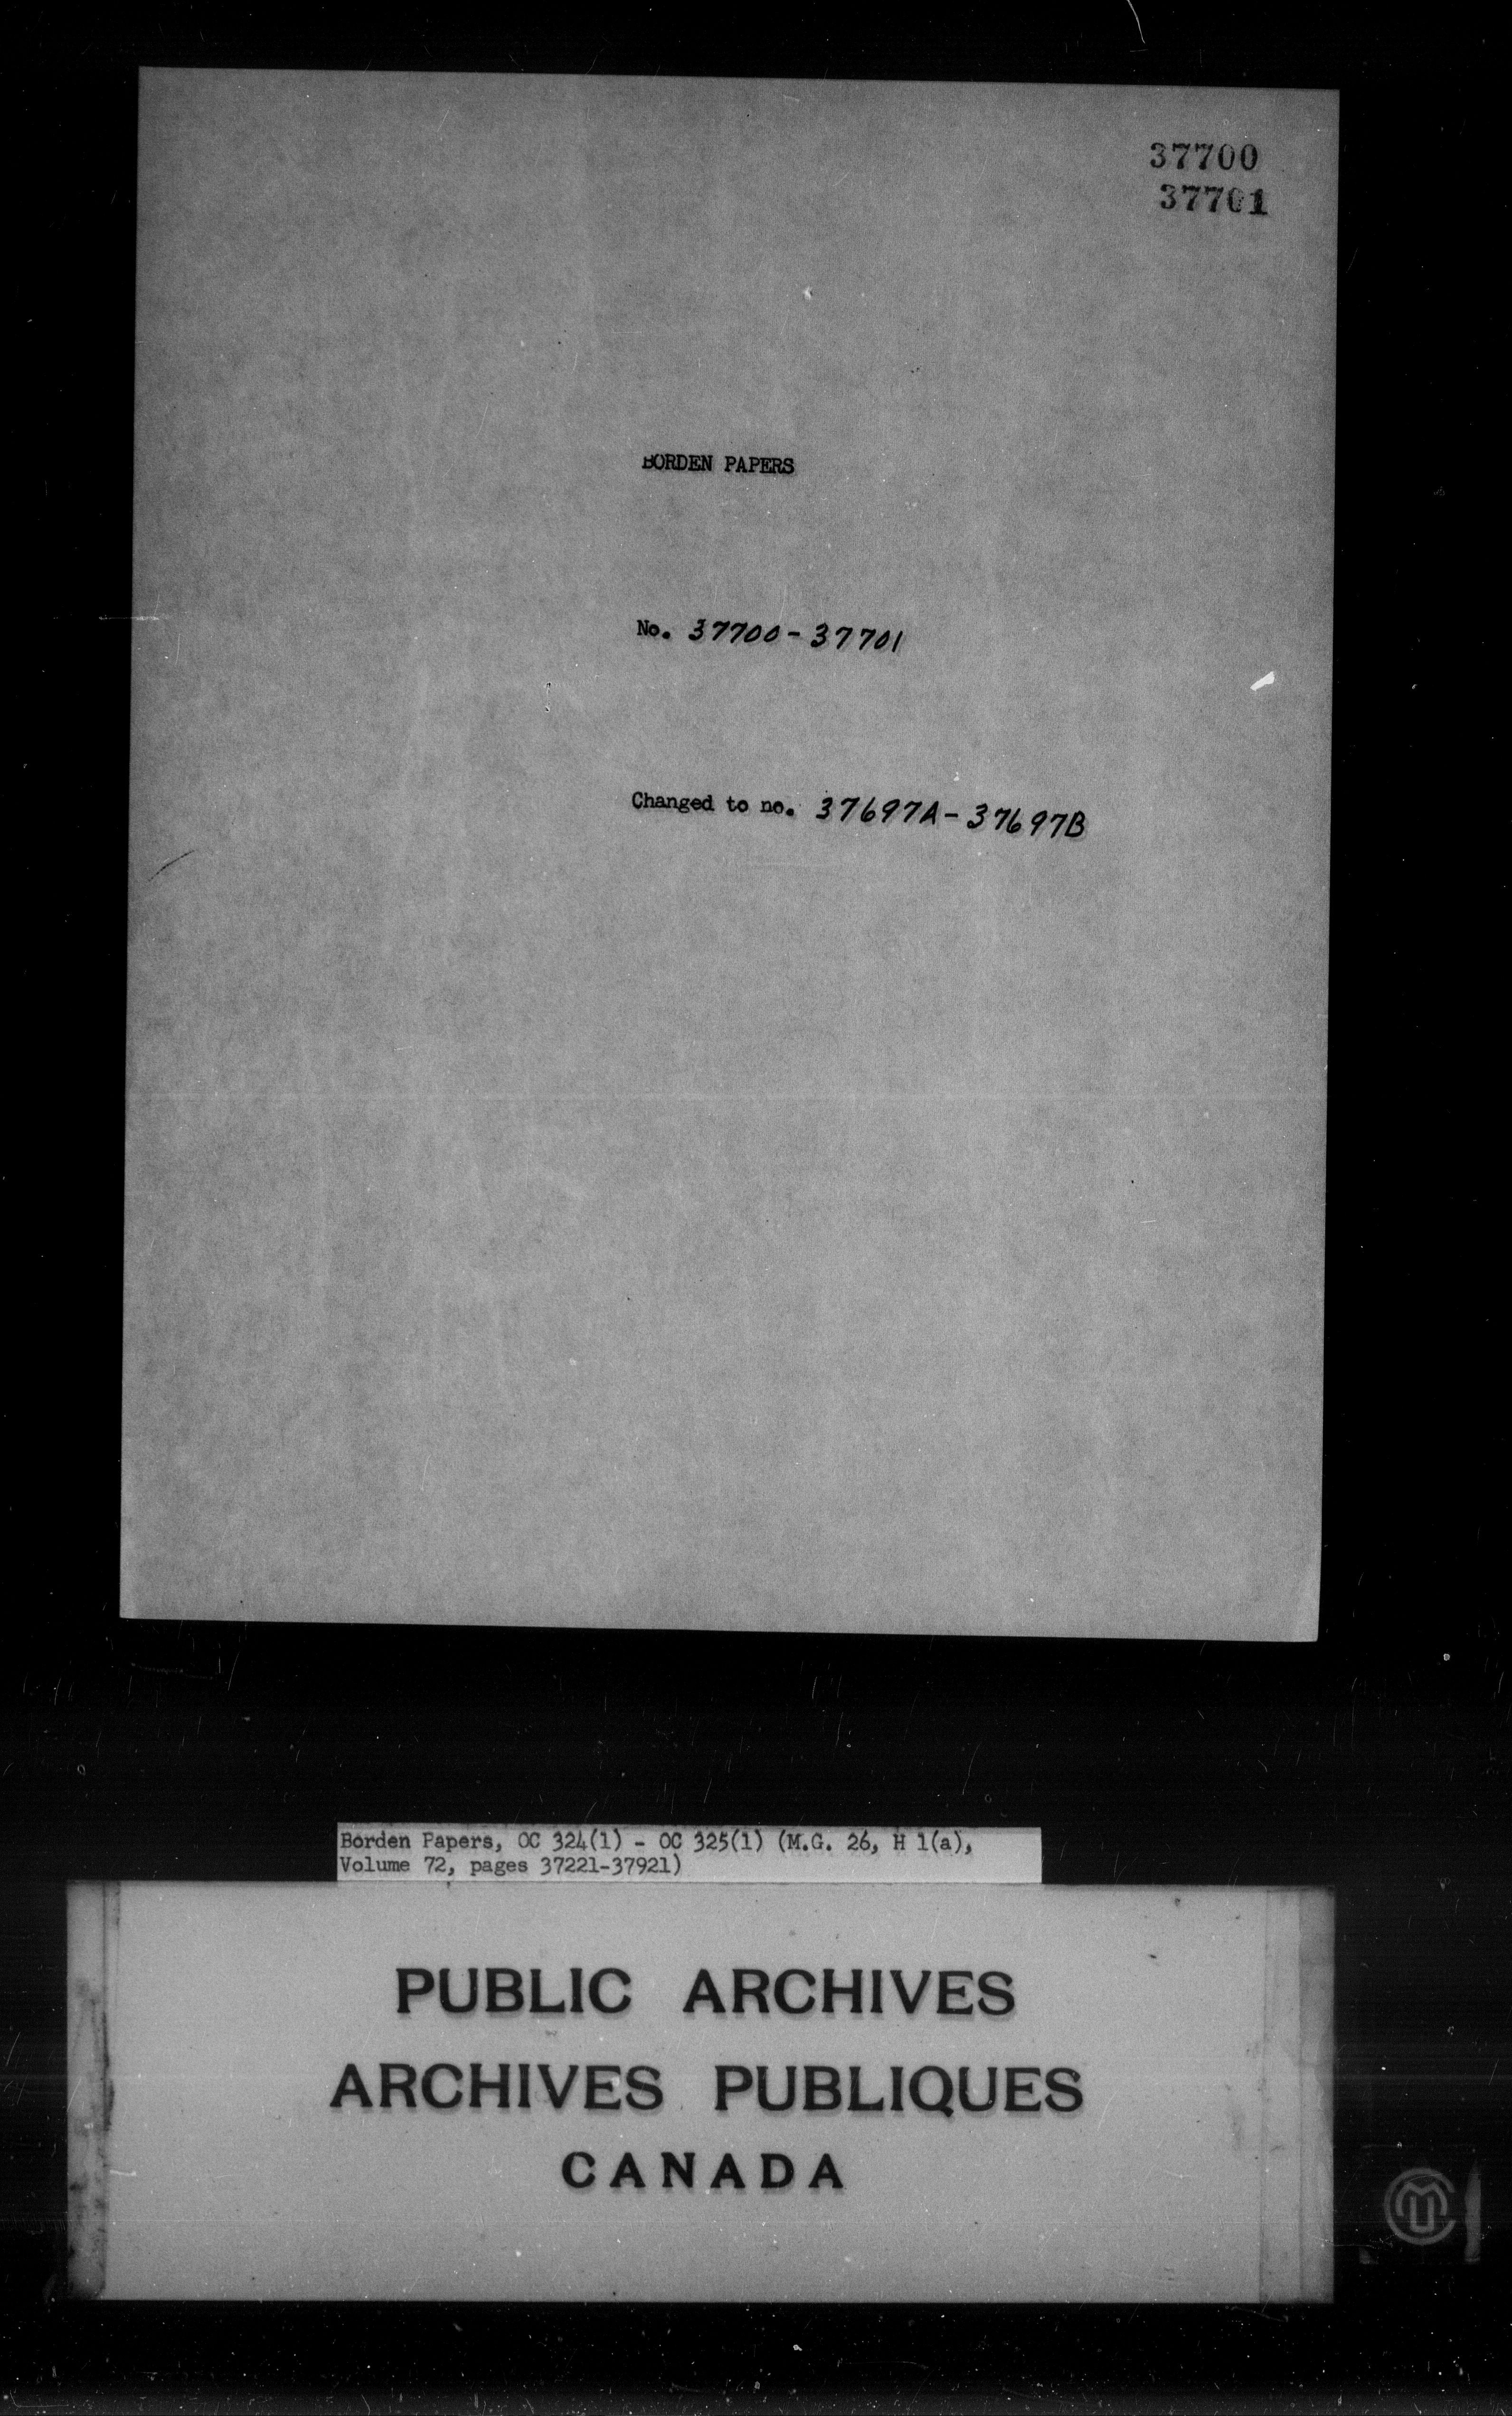 37700
37701
BORDEN PAPERS
No. 37700-37701
Changed to no. 37697A-37697B
Borden Papers, OC 324(1) - OC 325(1) (M.G. 26, H 1(a),
Volume 72, pages 37221-37921)
PUBLIC ARCHIVES
ARCHIVES PUBLIQUES
CANADA